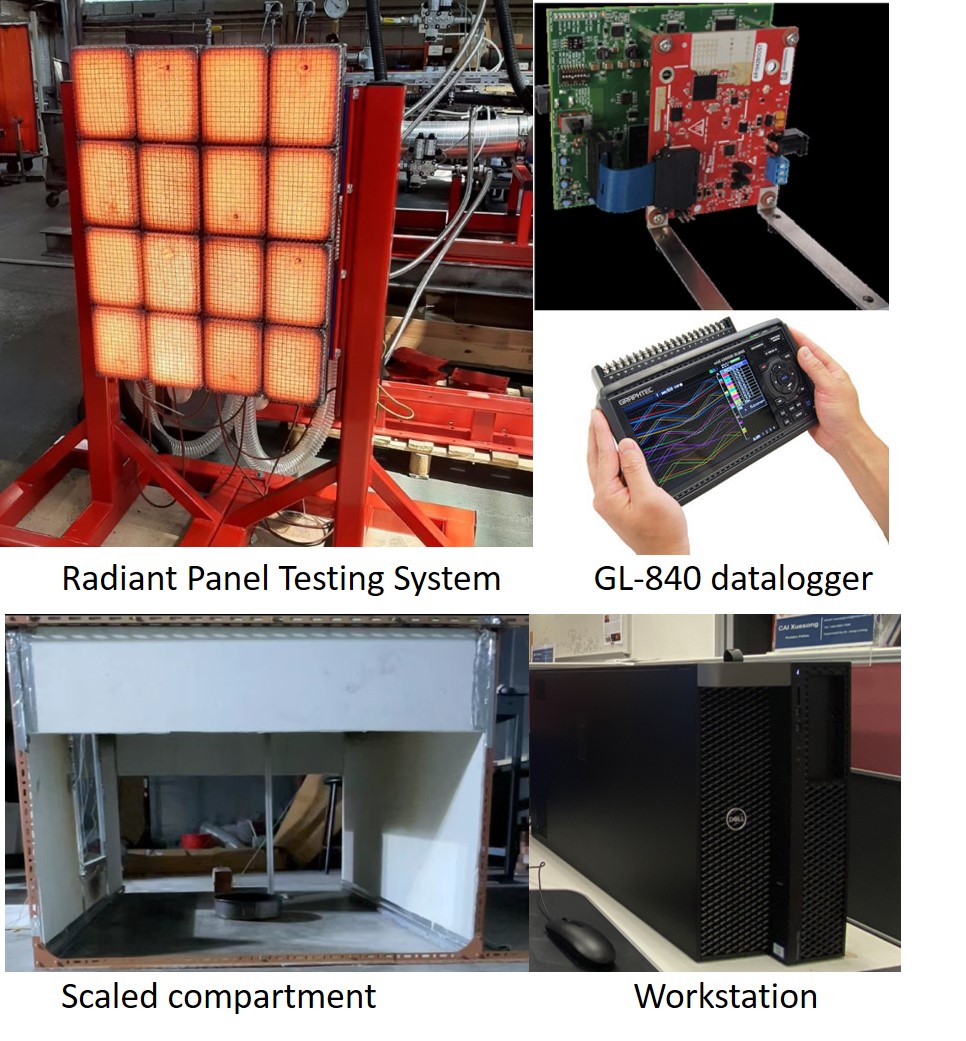 GRAPHTEC
Radiant Panel Testing System
GL-840 datalogger
CAI Xuesong
DELL
Scaled compartment
Workstation